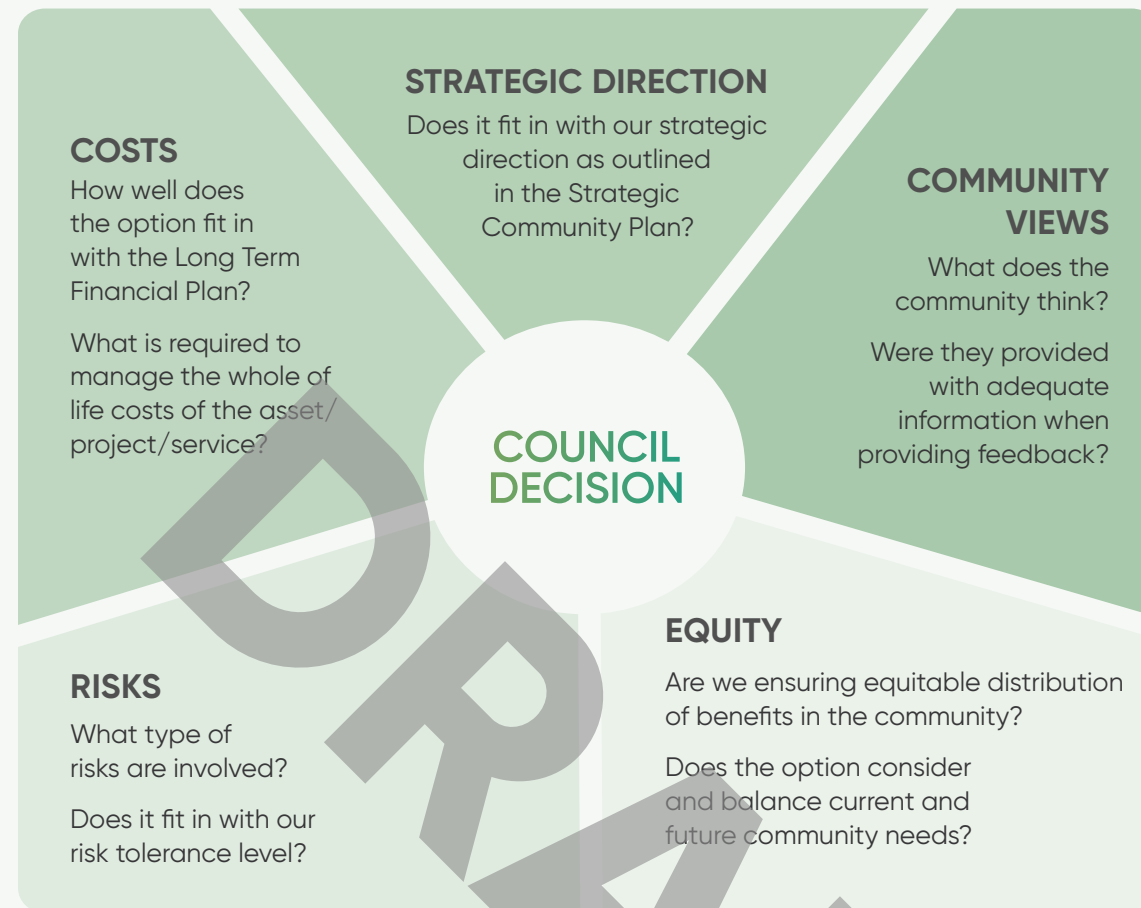 STRATEGIC DIRECTION
Does it fit in with our strategic
direction as outlined
in the Strategic
Community Plan?
COSTS
How well does
the option fit in
with the Long Term
Financial Plan?
What is required to
manage the whole of
life costs of the asset/
project/service?
COMMUNITY
VIEWS
What does the
community think?
Were they provided
with adequate
information when
providing feedback?
COUNCIL
DECISION
RISKS
What type of
risks are involved?
Does it fit in with our
risk tolerance level?
EQUITY
Are we ensuring equitable distribution
of benefits in the community?
Does the option consider
and balance current and
future community needs?
DRA